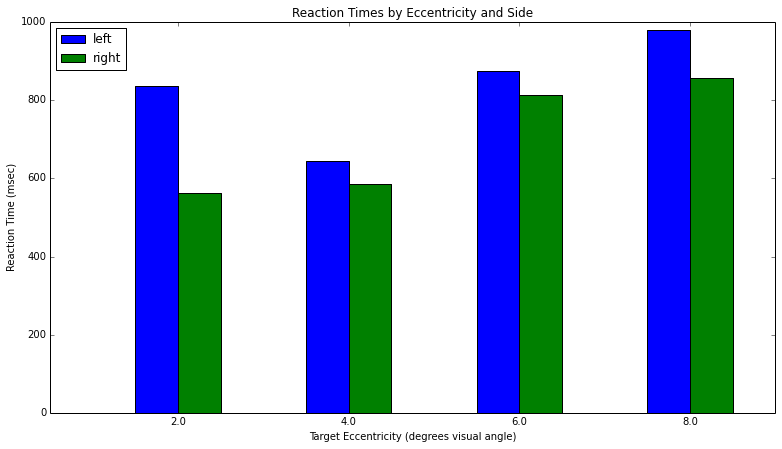 Reaction Times by Eccentricity and Side
left
right
1000
800
600
400
200
0
Reaction Time (msec)
2.0 4.0 6.0 8.0
Target Eccentricity (degrees visual angle)